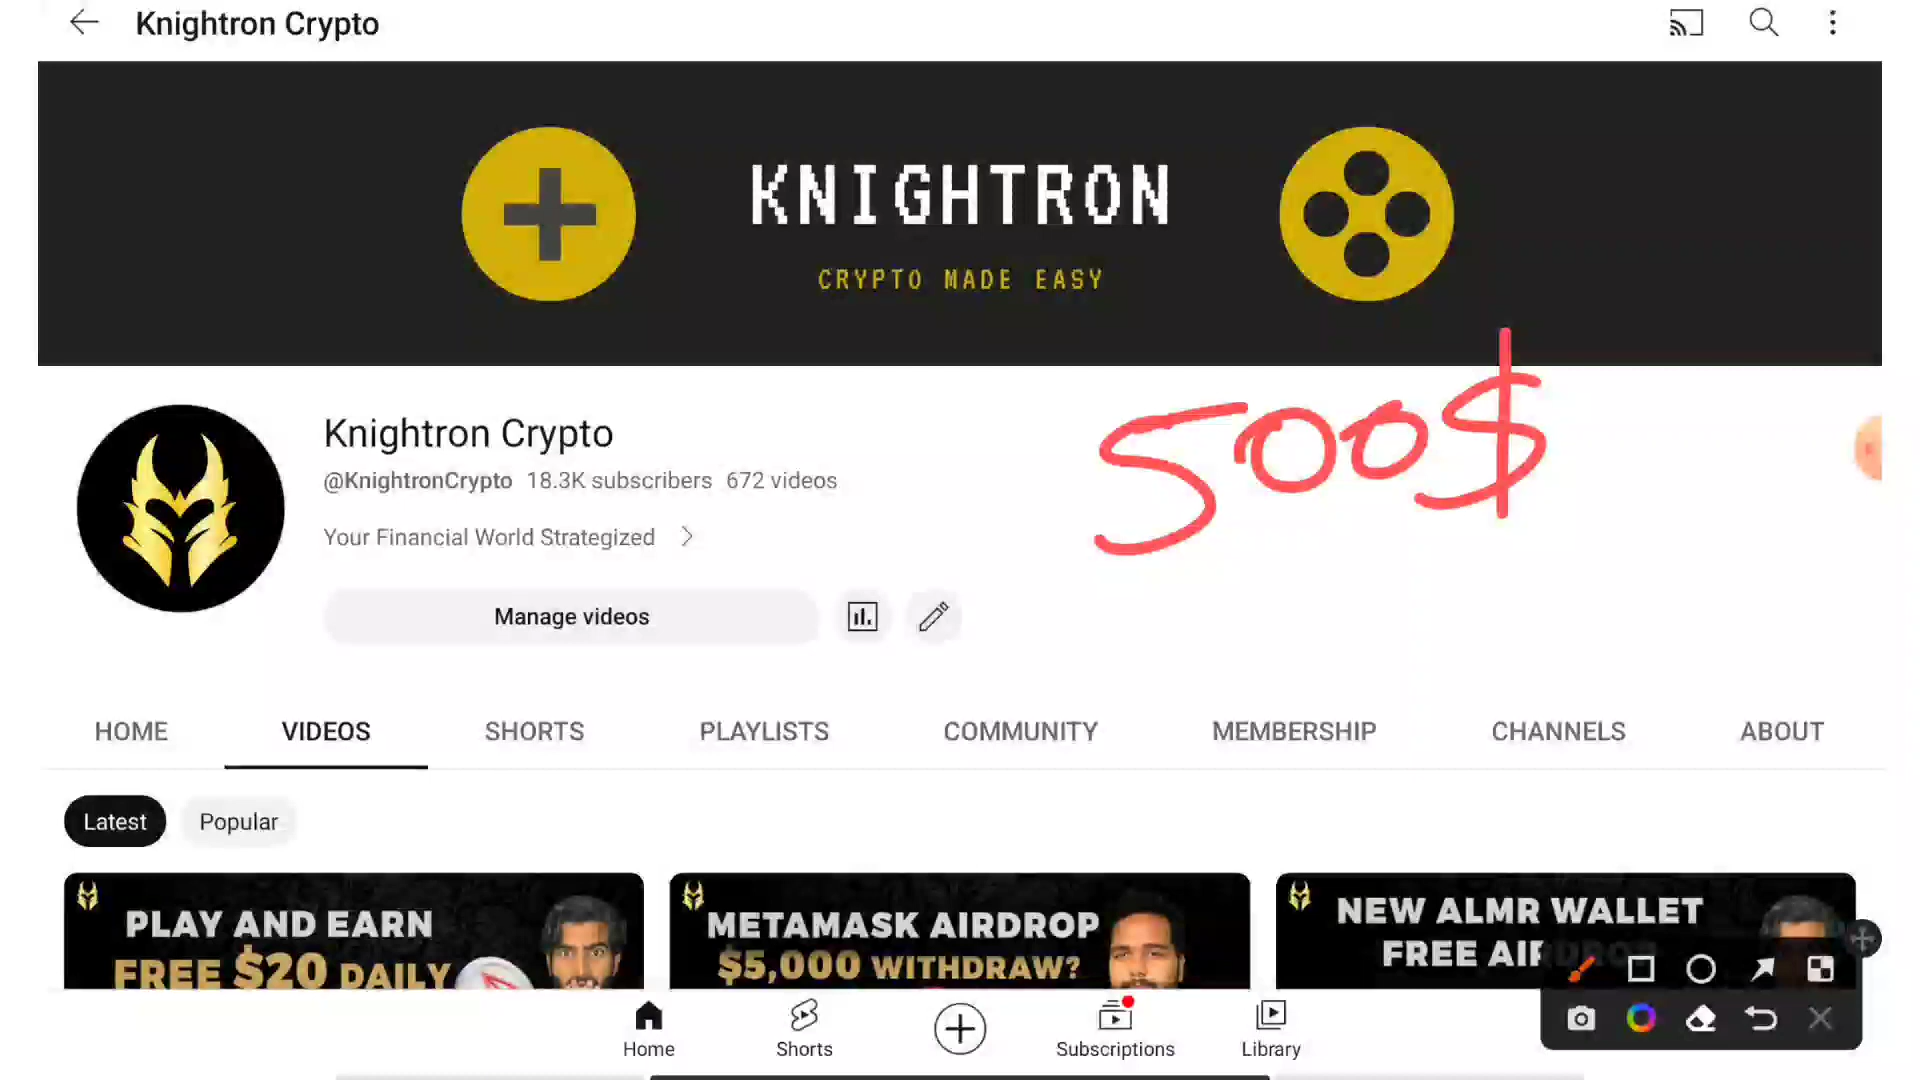 Knightron Crypto
KNIGHTRON
CRYPTO MADE EASY
500$
Knightron Crypto
@KnightronCrypto 18.3K subscribers 672 videos
Your Financial World Strategized
Manage videos
HOME VIDEOS SHORTS PLAYLISTS COMMUNITY MEMBERSHIP CHANNELS ABOUT
Latest Popular
PLAY AND EARN
FREE $20 DAILY
METAMASK AIRDROP
$5,000 WITHDRAW?
NEW ALMR WALLET
FREE AIRDROP
Home Shorts Subscriptions Library